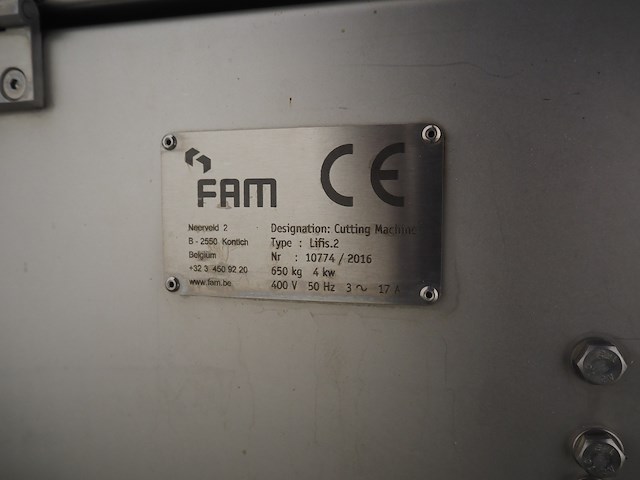 FAM CE
Neerveld 2
B - 2550 Kontich
Belgium
+32 3 450 92 20
www.fam.be
Designation: Cutting Machine
Type : Lifis.2
Nr : 10774 / 2016
650 kg 4 kw
400 V 50 Hz 3 ~ 17 A